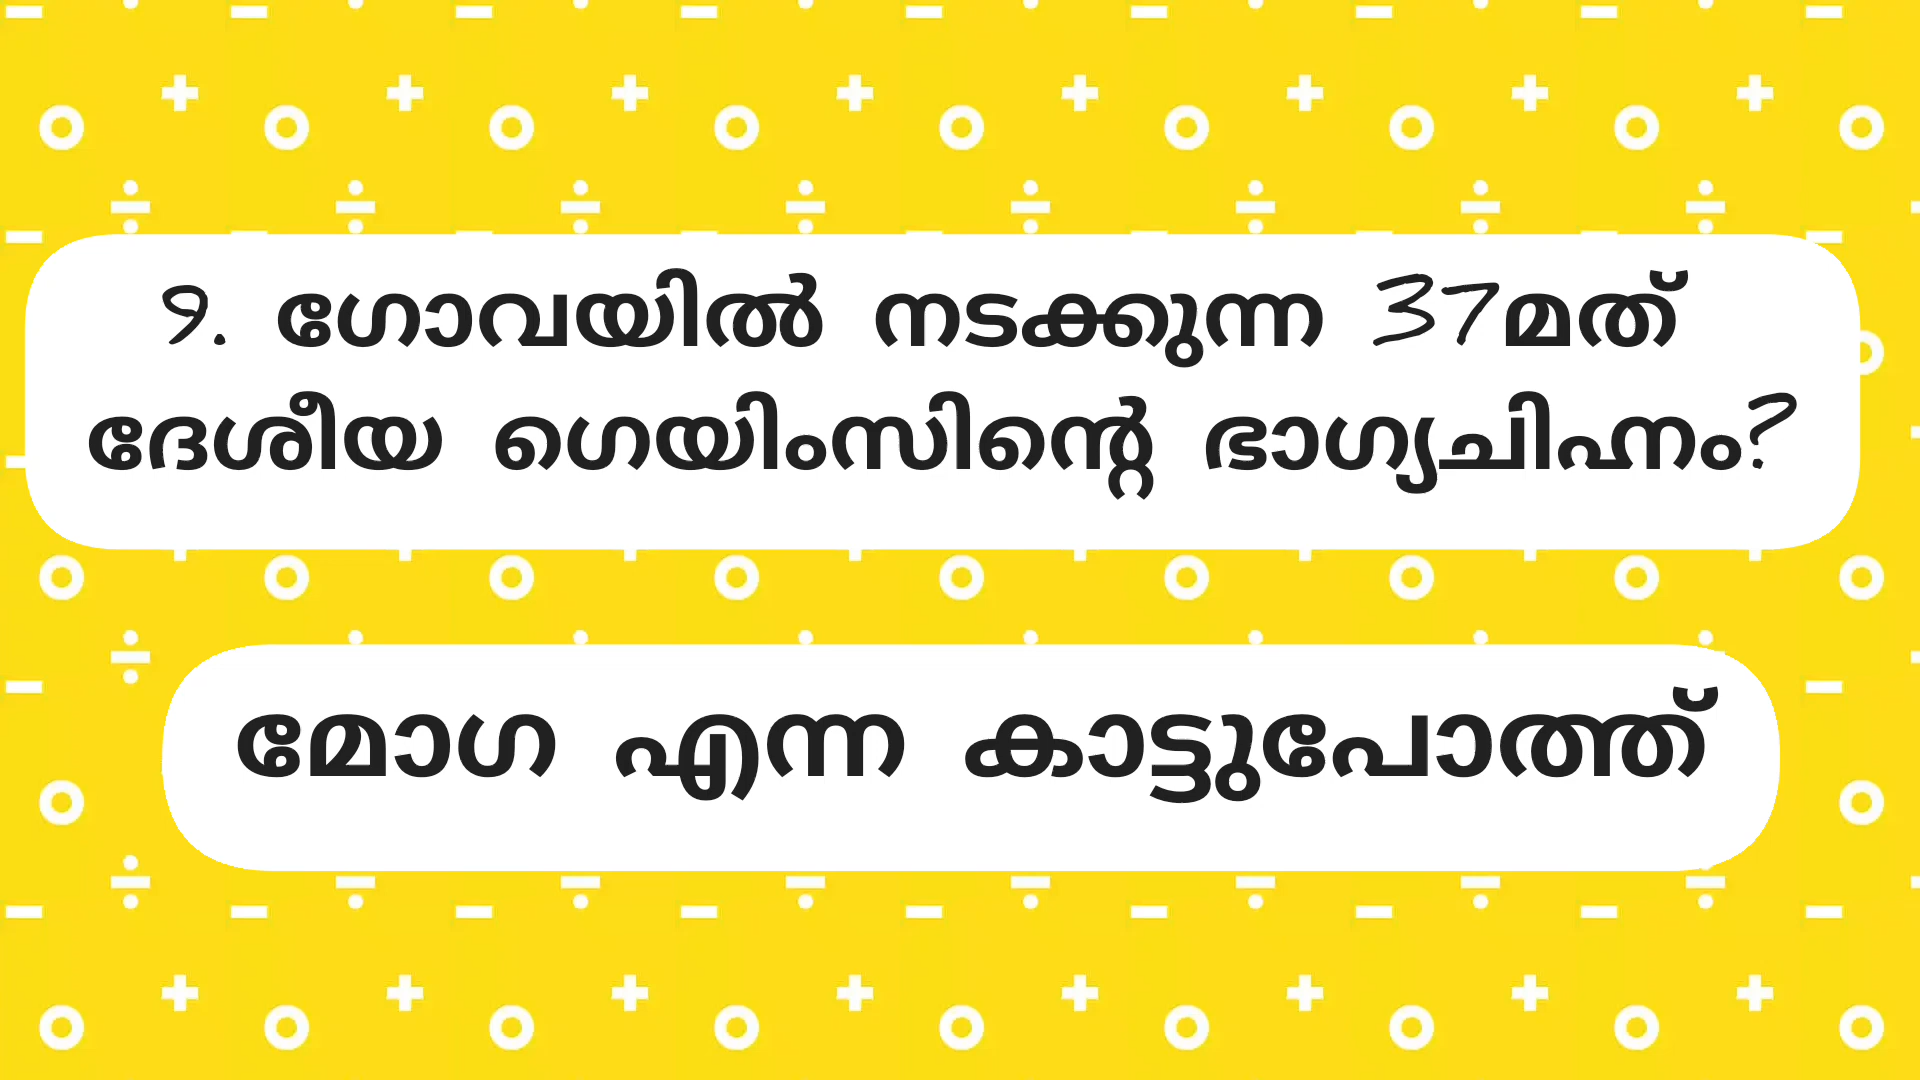 9. ഗോവയിൽ നടക്കുന്ന 37മത്
ദേശീയ ഗെയിംസിന്റെ ഭാഗ്യചിഹ്നം?
മോഗ എന്ന കാട്ടുപോത്ത്